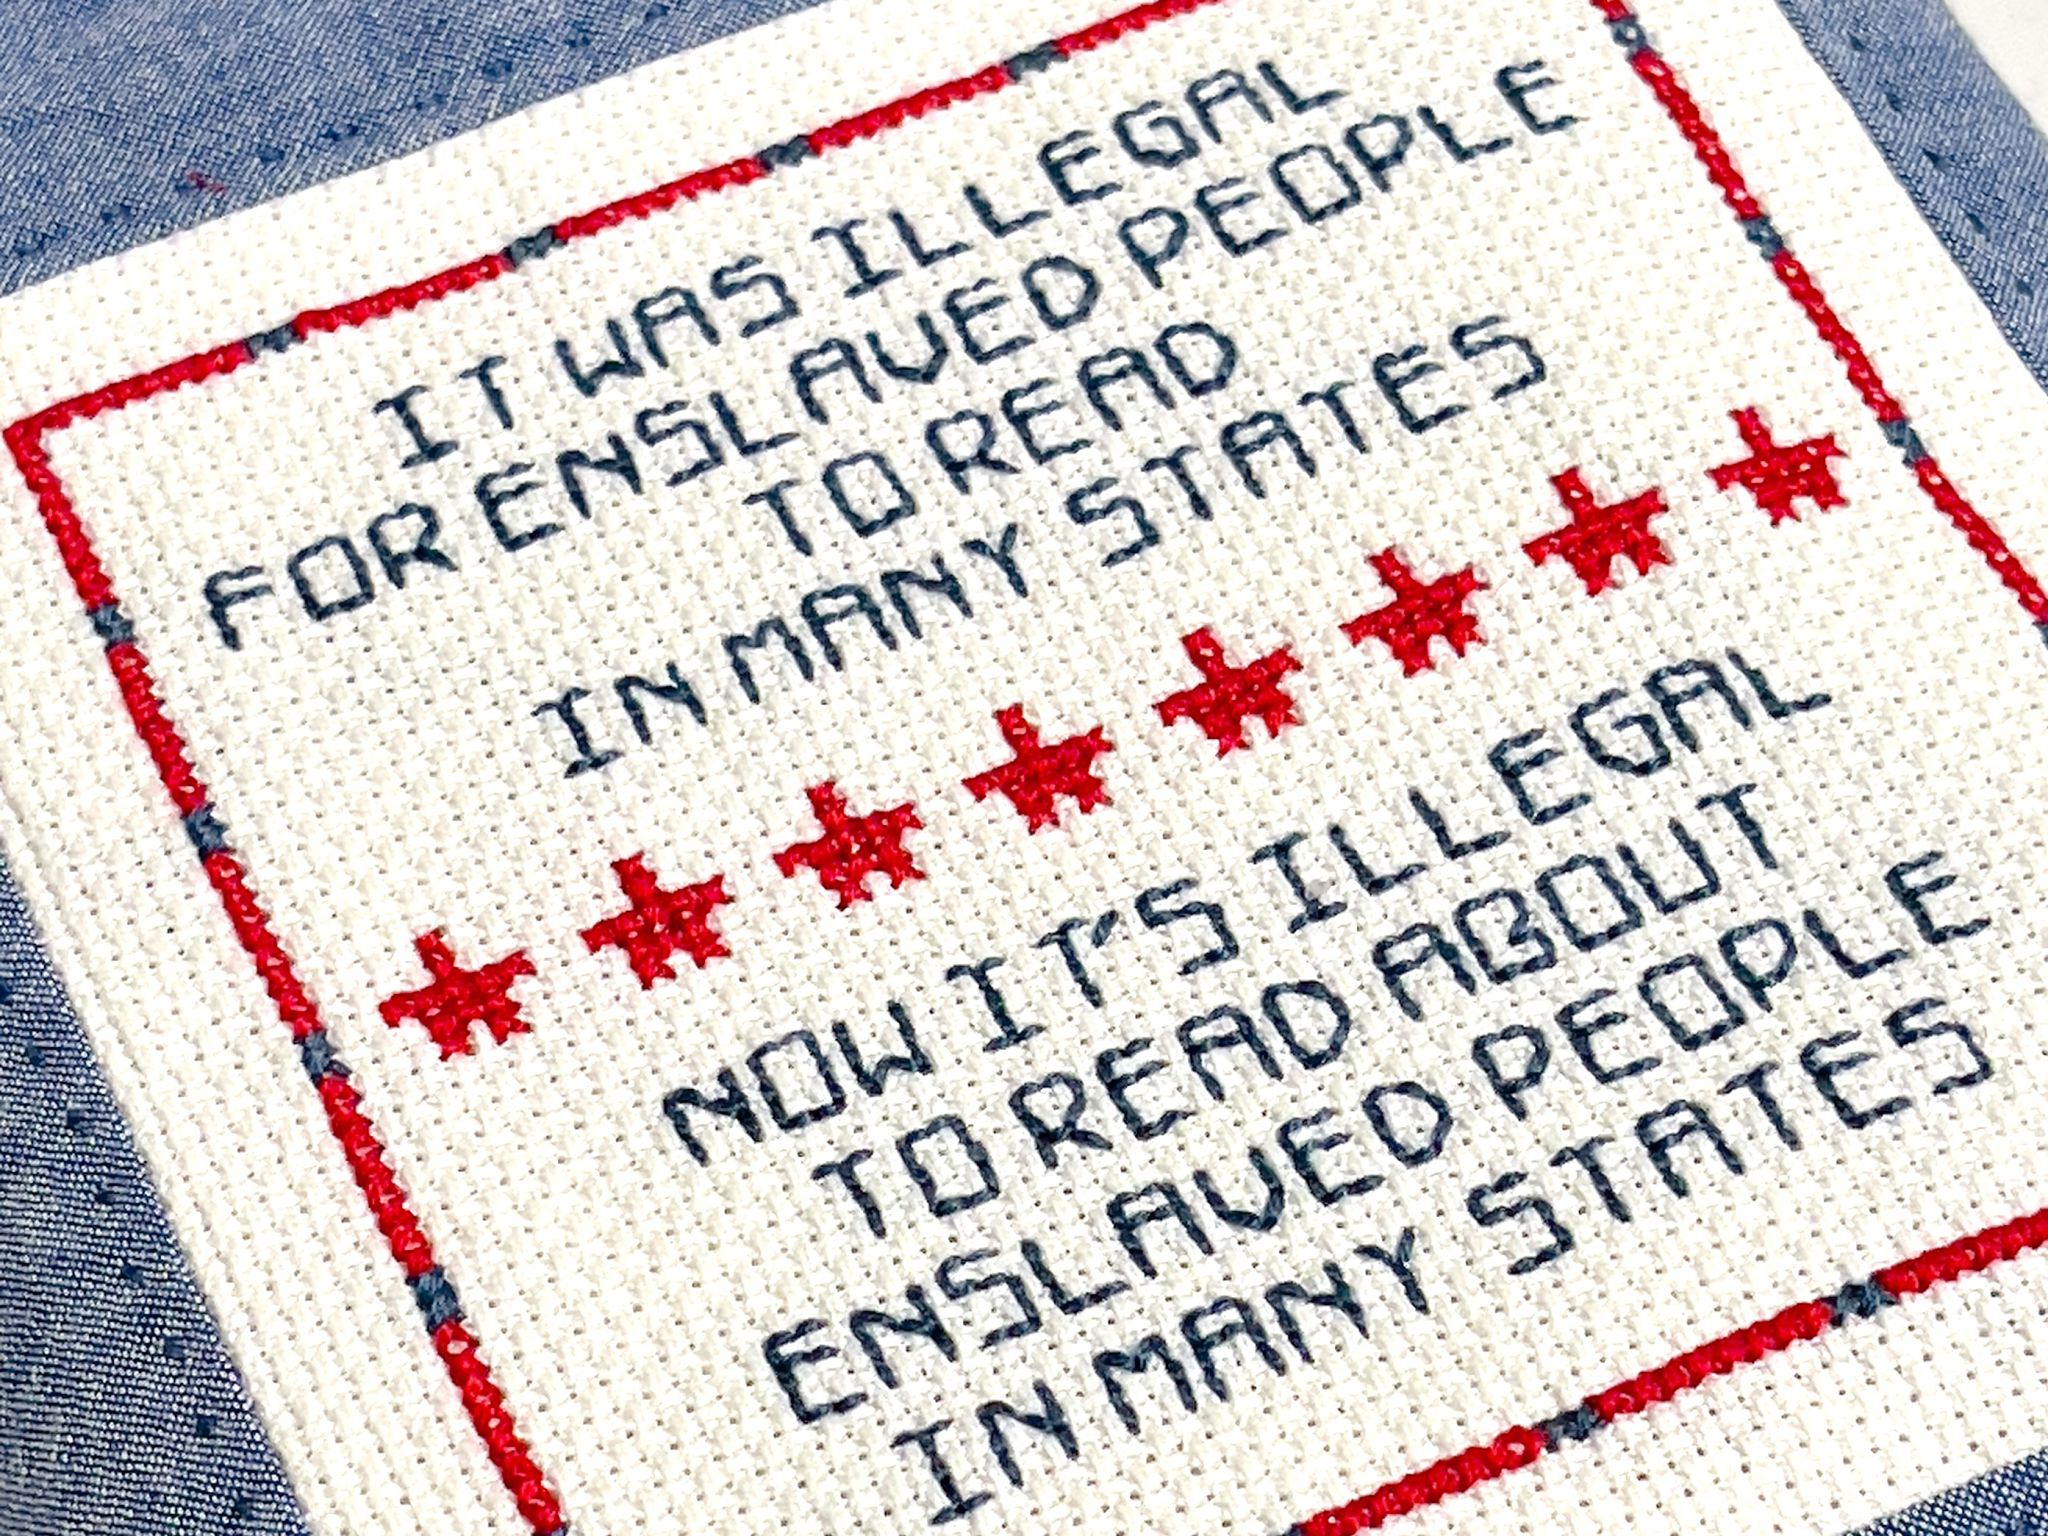 IT WAS ILLEGAL
FOR ENSLAVED PEOPLE
TO READ
IN MANY STATES
NOW IT'S ILLEGAL
TO READ ABOUT
ENSLAVED PEOPLE
IN MANY STATES